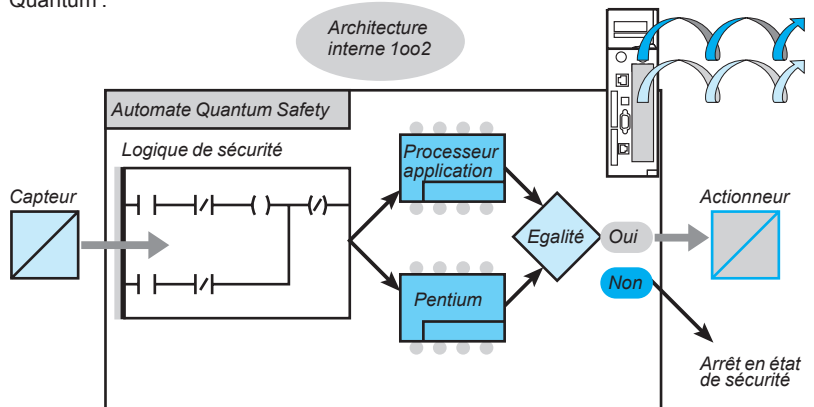 Quantum :
Architecture
interne 1oo2
Automate Quantum Safety
Logique de sécurité
Processeur
application
Capteur
Actionneur
Egalité
Oui
Non
Pentium
Arrêt en état
de sécurité